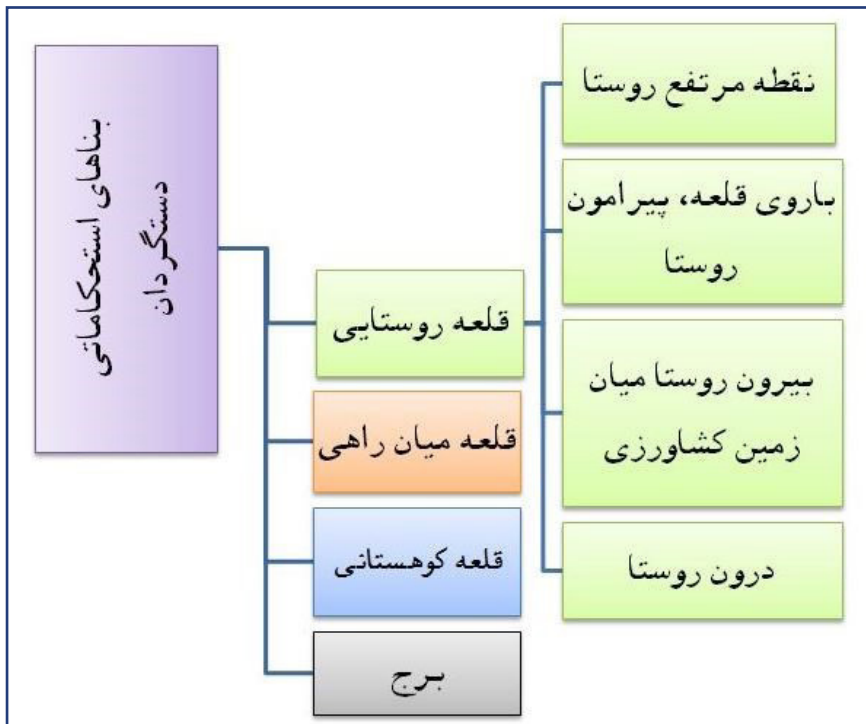 بناهای استحکاماتی
دستگردان
قلعه روستایی
قلعه میان راهی
قلعه کوهستانی
برج
نقطه مرتفع روستا
باروی قلعه، پیرامون
روستا
بیرون روستا میان
زمین کشاورزی
درون روستا